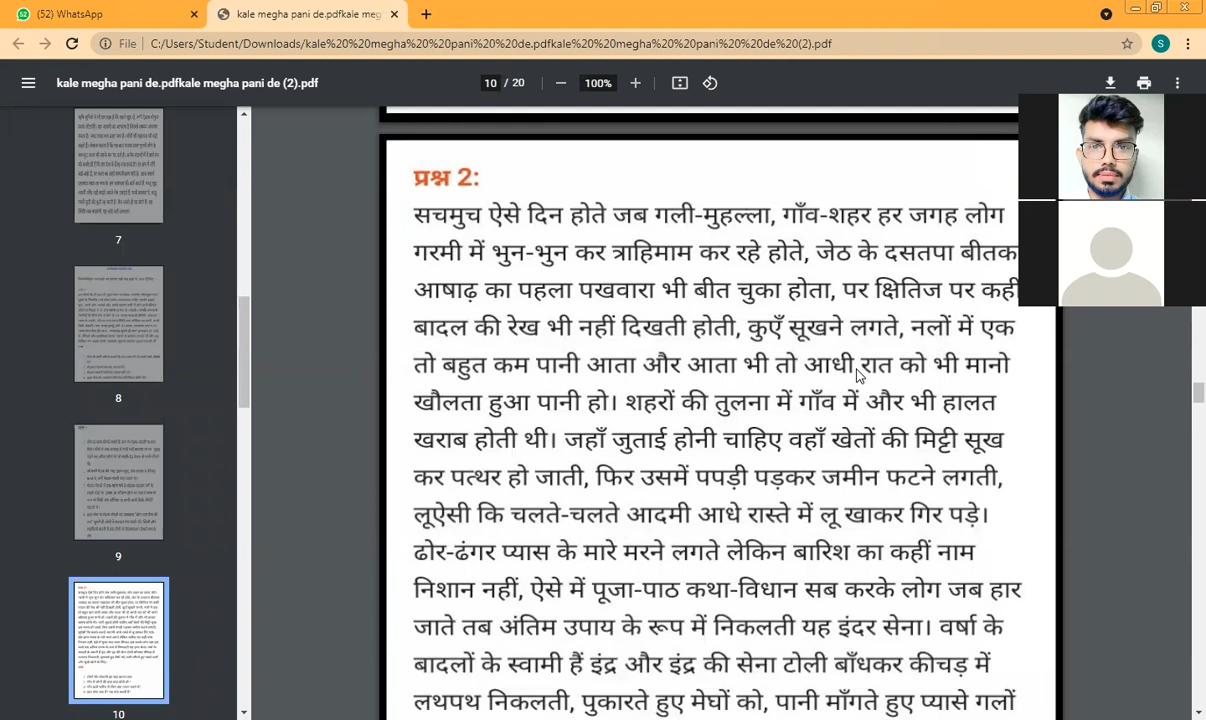 (52) WhatsApp
kale megha pani de.pdfkale meg
File C:/Users/Student/Downloads/kale%20%20megha%20%20pani%20%20de.pdfkale%20%20megha%20%20pani%20%20de%20(2).pdf
S
kale megha pani de.pdfkale megha pani de (2).pdf
10 / 20
100%
7
8
9
10
प्रश्न 2:
सचमुच ऐसे दिन होते जब गली-मुहल्ला, गाँव-शहर हर जगह लोग
गरमी में भुन-भुन कर त्राहिमाम कर रहे होते, जेठ के दसतपा बीतक
आषाढ़ का पहला पखवारा भी बीत चुका होता, पर क्षितिज पर कहीं
बादल की रेख भी नहीं दिखती होती, कुएँ सूखने लगते, नलों में एक
तो बहुत कम पानी आता और आता भी तो आधी रात को भी मानो
खौलता हुआ पानी हो। शहरों की तुलना में गाँव में और भी हालत
खराब होती थी। जहाँ जुताई होनी चाहिए वहाँ खेतों की मिट्टी सूख
कर पत्थर हो जाती, फिर उसमें पपड़ी पड़कर जमीन फटने लगती,
लूऐसी कि चलते-चलते आदमी आधे रास्ते में लू खाकर गिर पड़े।
ढोर-ढंगर प्यास के मारे मरने लगते लेकिन बारिश का कहीं नाम
निशान नहीं, ऐसे में पूजा-पाठ कथा-विधान सब करके लोग जब हार
जाते तब अंतिम उपाय के रूप में निकलती यह इंदर सेना। वर्षा के
बादलों के स्वामी हैं इंद्र और इंद्र की सेना टोली बाँधकर कीचड़ में
लथपथ निकलती, पुकारते हुए मेघों को, पानी माँगते हुए प्यासे गलों